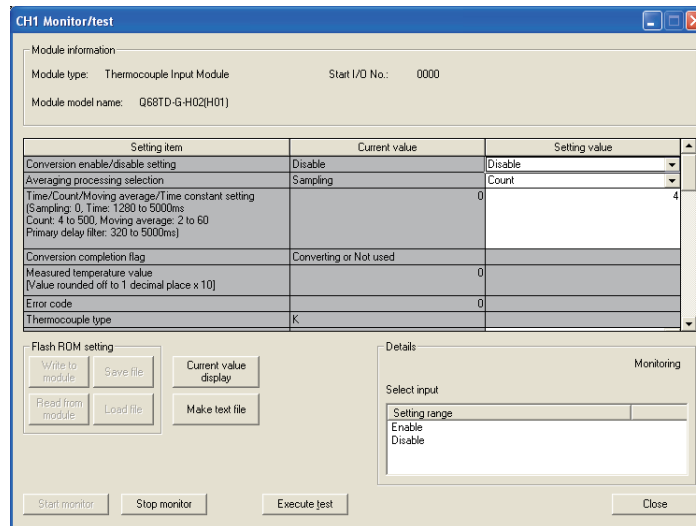 CH1 Monitor/test
Module information
Module type: Thermocouple Input Module Start I/O No.: 0000
Module model name: Q68TD-G-H02(H01)
Setting item Current value Setting value
Conversion enable/disable setting Disable Disable
Averaging processing selection Sampling Count
Time/Count/Moving average/Time constant setting 0 4
(Sampling: 0, Time: 1280 to 5000ms
Count: 4 to 500, Moving average: 2 to 60
Primary delay filter: 320 to 5000ms)
Conversion completion flag Converting or Not used
Measured temperature value 0
[Value rounded off to 1 decimal place x 10]
Error code 0
Thermocouple type K
Flash ROM setting
Write to module
Save file
Current value display
Read from module
Load file
Make text file
Details
Monitoring
Select input
Setting range
Enable
Disable
Start monitor Stop monitor Execute test Close